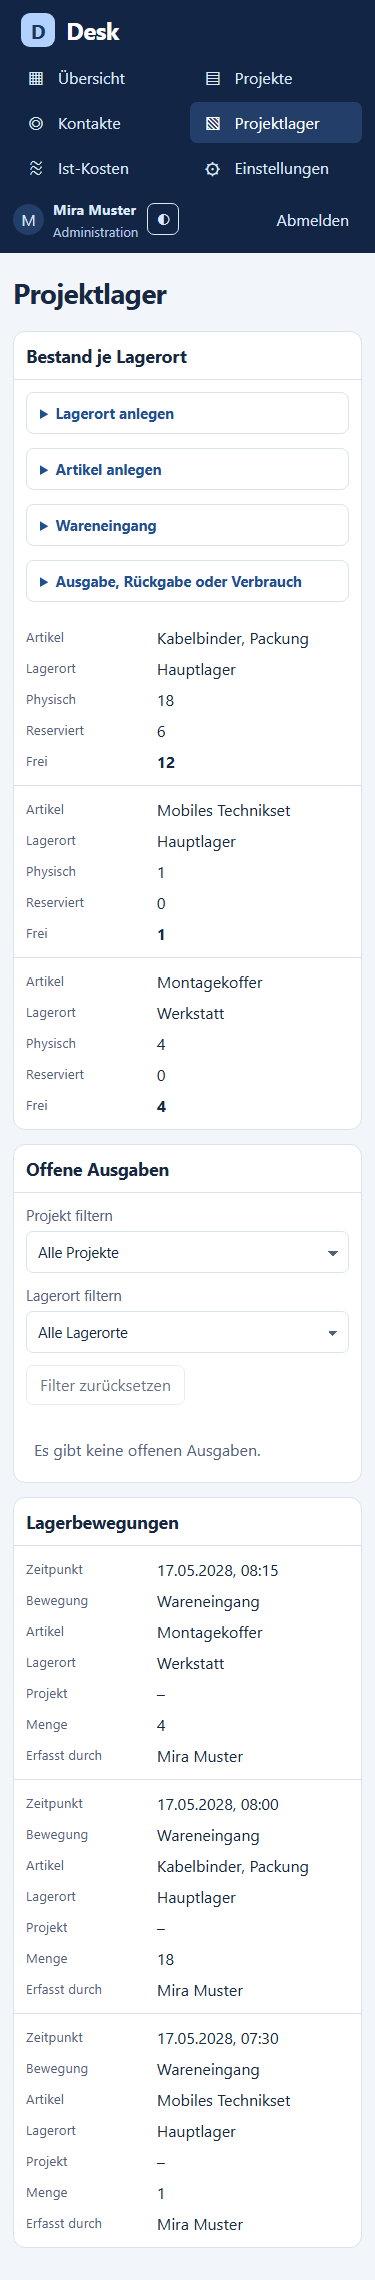 D Desk
Übersicht Projekte
Kontakte Projektlager
Ist-Kosten Einstellungen
M Mira Muster
Administration
Abmelden
Projektlager
Bestand je Lagerort
Lagerort anlegen
Artikel anlegen
Wareneingang
Ausgabe, Rückgabe oder Verbrauch
Artikel Kabelbinder, Packung
Lagerort Hauptlager
Physisch 18
Reserviert 6
Frei 12
Artikel Mobiles Technikset
Lagerort Hauptlager
Physisch 1
Reserviert 0
Frei 1
Artikel Montagekoffer
Lagerort Werkstatt
Physisch 4
Reserviert 0
Frei 4
Offene Ausgaben
Projekt filtern
Alle Projekte
Lagerort filtern
Alle Lagerorte
Filter zurücksetzen
Es gibt keine offenen Ausgaben.
Lagerbewegungen
Zeitpunkt 17.05.2028, 08:15
Bewegung Wareneingang
Artikel Montagekoffer
Lagerort Werkstatt
Projekt –
Menge 4
Erfasst durch Mira Muster
Zeitpunkt 17.05.2028, 08:00
Bewegung Wareneingang
Artikel Kabelbinder, Packung
Lagerort Hauptlager
Projekt –
Menge 18
Erfasst durch Mira Muster
Zeitpunkt 17.05.2028, 07:30
Bewegung Wareneingang
Artikel Mobiles Technikset
Lagerort Hauptlager
Projekt –
Menge 1
Erfasst durch Mira Muster